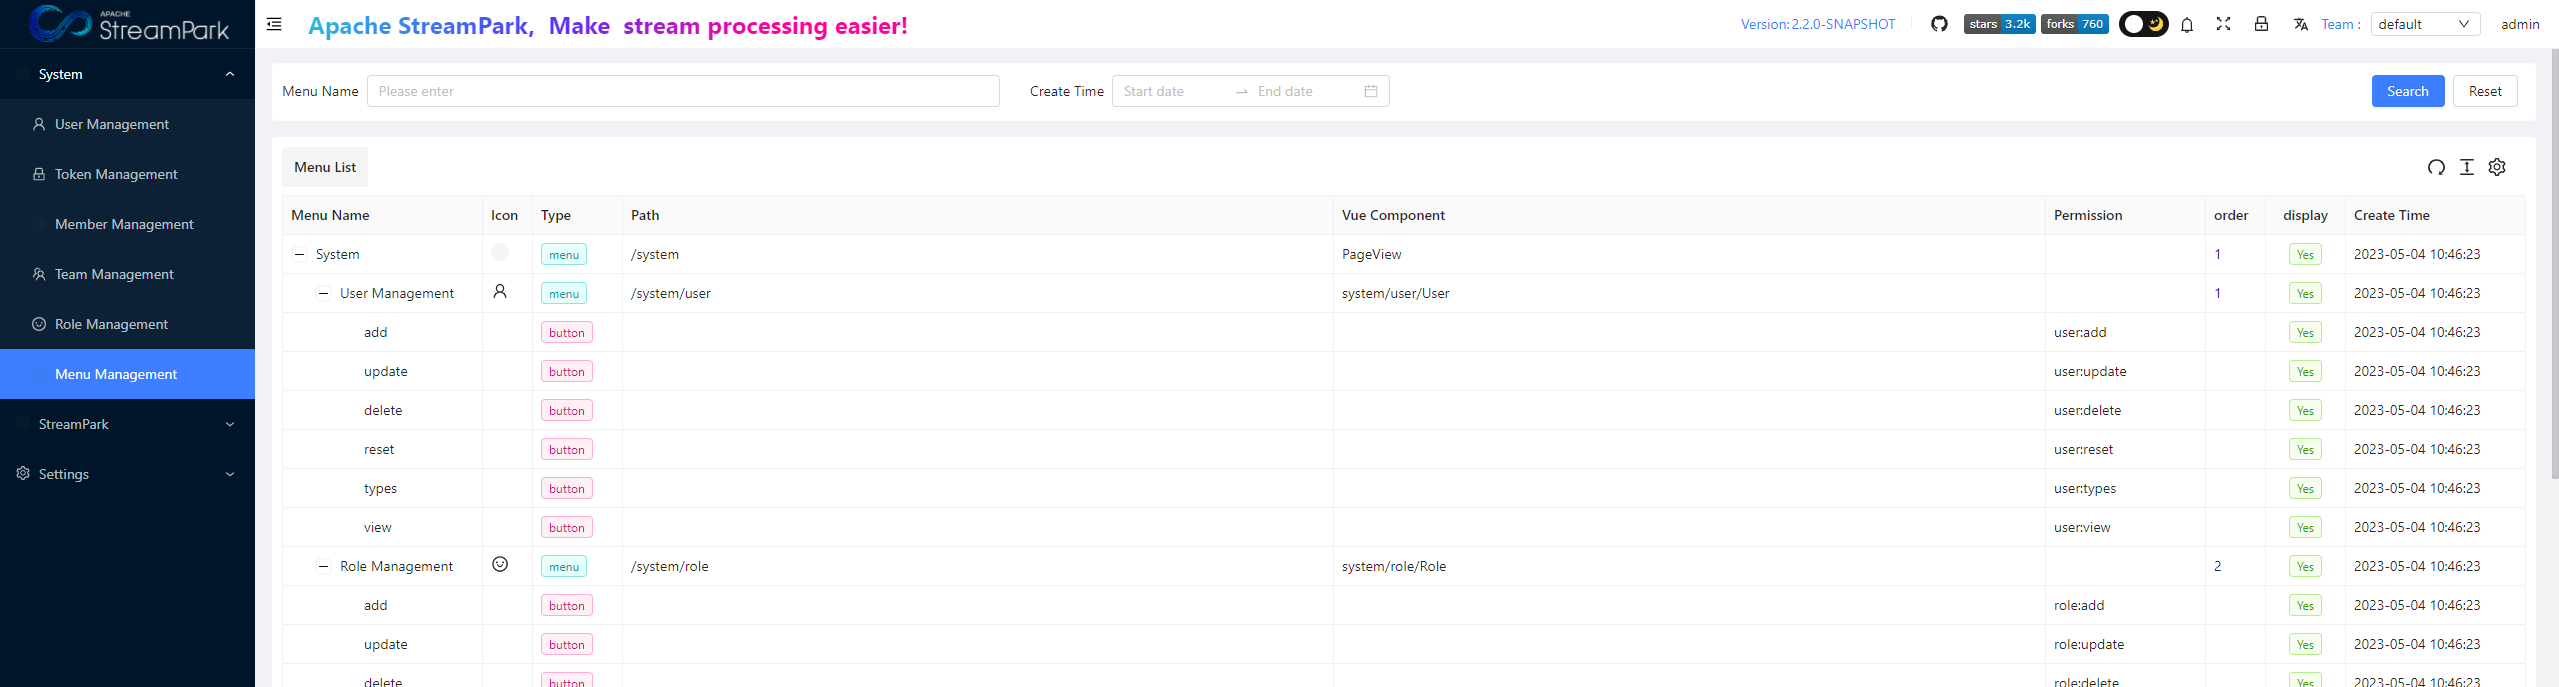 APACHE
StreamPark
Apache StreamPark, Make stream processing easier!
Version: 2.2.0-SNAPSHOT
stars 3.2k forks 760
Team : default
admin
System
User Management
Token Management
Member Management
Team Management
Role Management
Menu Management
StreamPark
Settings
Menu Name Please enter Create Time Start date End date Search Reset
Menu List
Menu Name Icon Type Path Vue Component Permission order display Create Time
System menu /system PageView 1 Yes 2023-05-04 10:46:23
User Management menu /system/user system/user/User 1 Yes 2023-05-04 10:46:23
add button user:add Yes 2023-05-04 10:46:23
update button user:update Yes 2023-05-04 10:46:23
delete button user:delete Yes 2023-05-04 10:46:23
reset button user:reset Yes 2023-05-04 10:46:23
types button user:types Yes 2023-05-04 10:46:23
view button user:view Yes 2023-05-04 10:46:23
Role Management menu /system/role system/role/Role 2 Yes 2023-05-04 10:46:23
add button role:add Yes 2023-05-04 10:46:23
update button role:update Yes 2023-05-04 10:46:23
delete button role:delete Yes 2023-05-04 10:46:23